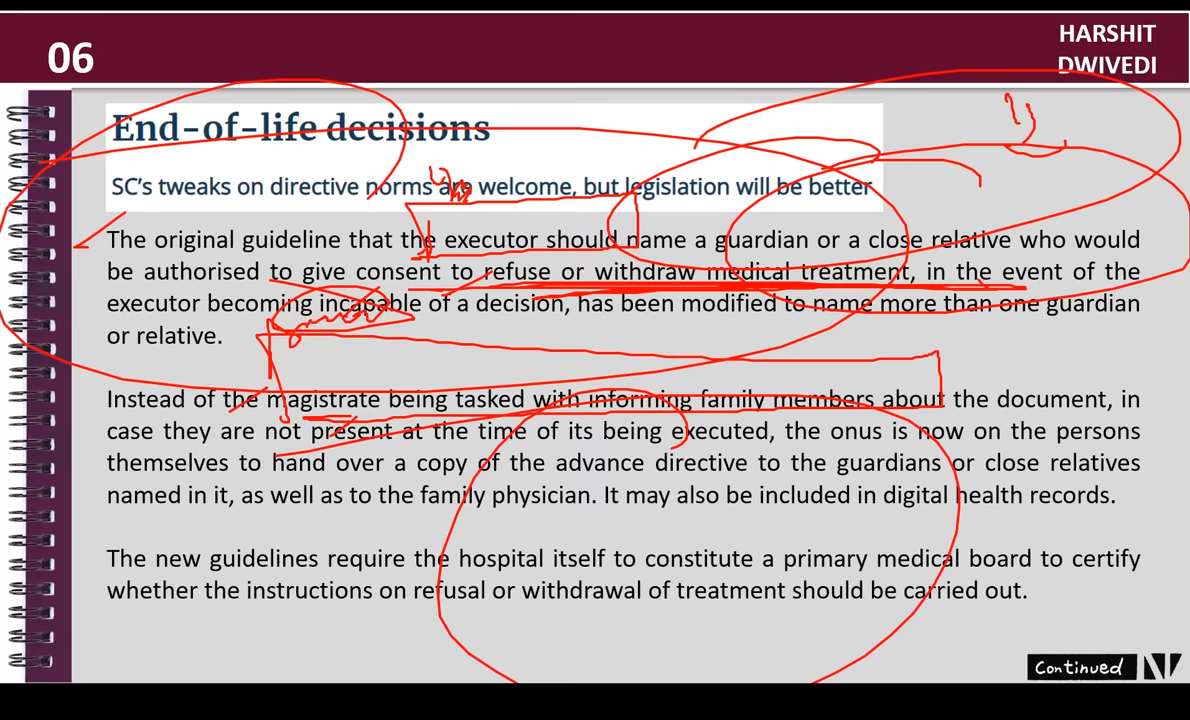 06
HARSHIT
DWIVEDI
End-of-life decisions
SC's tweaks on directive norms are welcome, but legislation will be better
The original guideline that the executor should name a guardian or a close relative who would
be authorised to give consent to refuse or withdraw medical treatment, in the event of the
executor becoming incapable of a decision, has been modified to name more than one guardian
or relative.
Instead of the magistrate being tasked with informing family members about the document, in
case they are not present at the time of its being executed, the onus is now on the persons
themselves to hand over a copy of the advance directive to the guardians or close relatives
named in it, as well as to the family physician. It may also be included in digital health records.
The new guidelines require the hospital itself to constitute a primary medical board to certify
whether the instructions on refusal or withdrawal of treatment should be carried out.
Continued